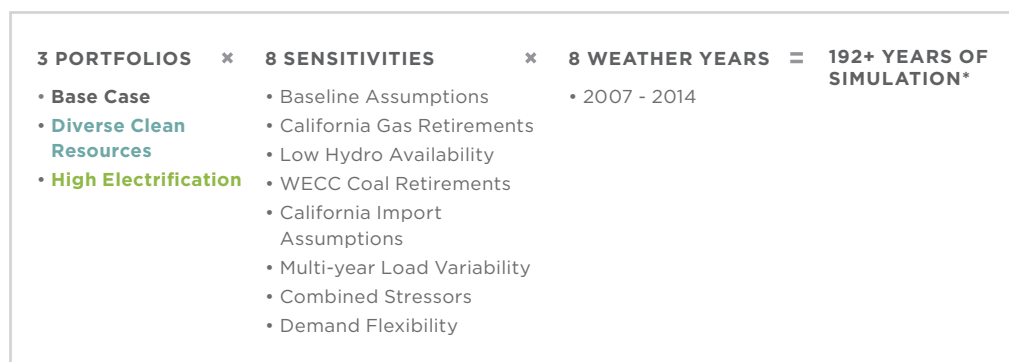 3 PORTFOLIOS × 8 SENSITIVITIES × 8 WEATHER YEARS = 192+ YEARS OF
SIMULATION*
• Base Case
• Diverse Clean
Resources
• High Electrification
• Baseline Assumptions
• California Gas Retirements
• Low Hydro Availability
• WECC Coal Retirements
• California Import
Assumptions
• Multi-year Load Variability
• Combined Stressors
• Demand Flexibility
• 2007 - 2014